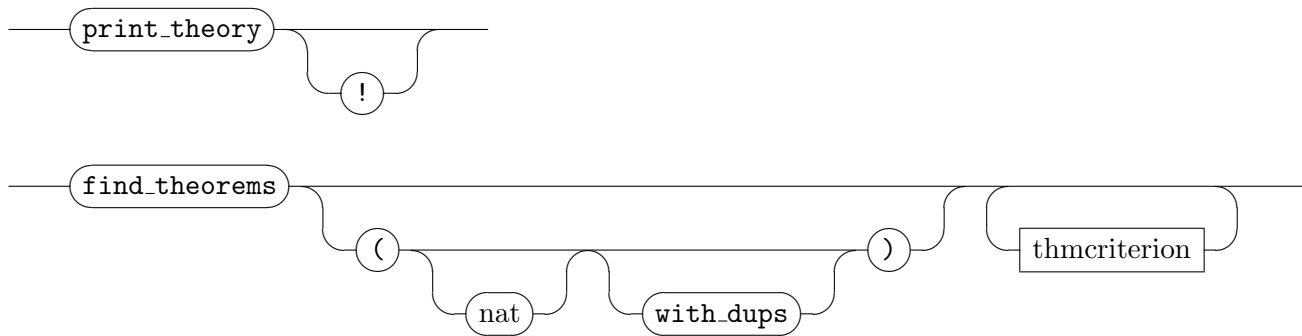 print_theory
!
find_theorems
( ) thmcriterion
nat with_dups